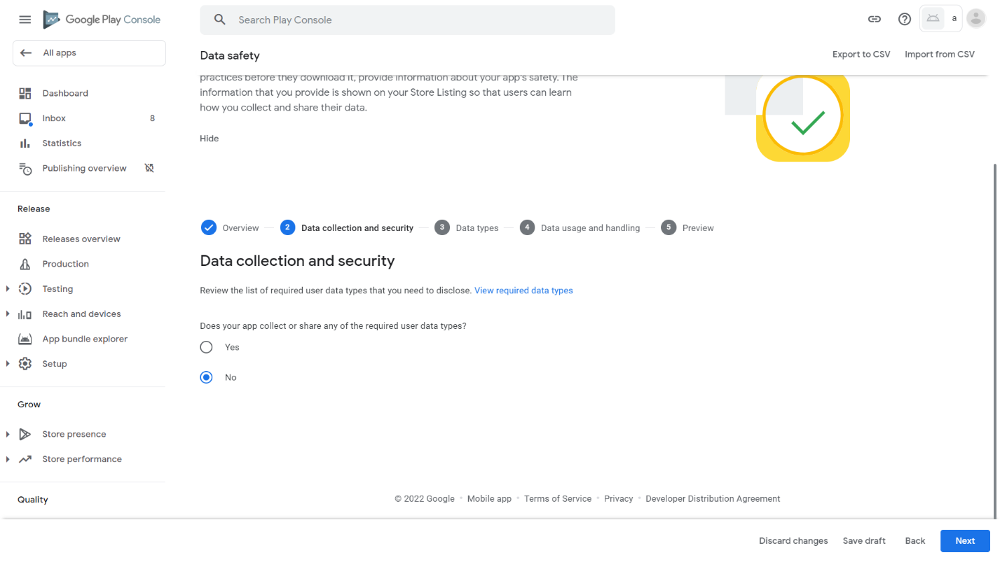 Google Play Console
Search Play Console
a
All apps
Data safety
Export to CSV
Import from CSV
practices before they download it, provide information about your app's safety. The
information that you provide is shown on your Store Listing so that users can learn
how you collect and share their data.
Hide
Dashboard
Inbox 8
Statistics
Publishing overview
Release
Releases overview
Production
Testing
Reach and devices
App bundle explorer
Setup
Grow
Store presence
Store performance
Quality
Overview 2 Data collection and security 3 Data types 4 Data usage and handling 5 Preview
Data collection and security
Review the list of required user data types that you need to disclose. View required data types
Does your app collect or share any of the required user data types?
Yes
No
© 2022 Google • Mobile app • Terms of Service • Privacy • Developer Distribution Agreement
Discard changes Save draft Back Next